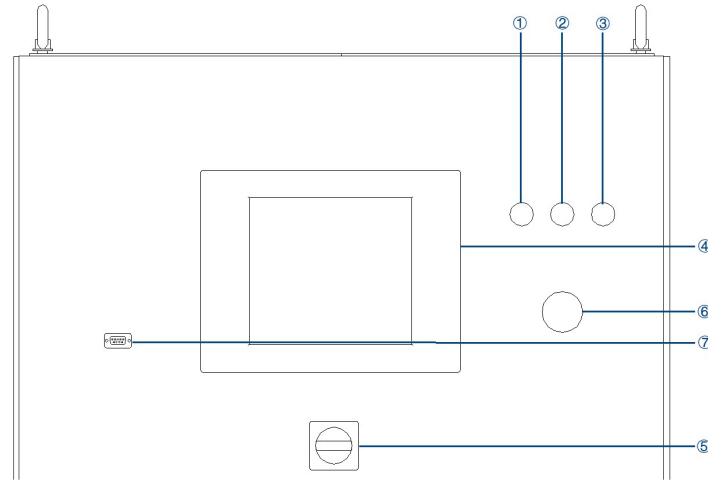 ① ② ③
④
⑥
⑦
⑤